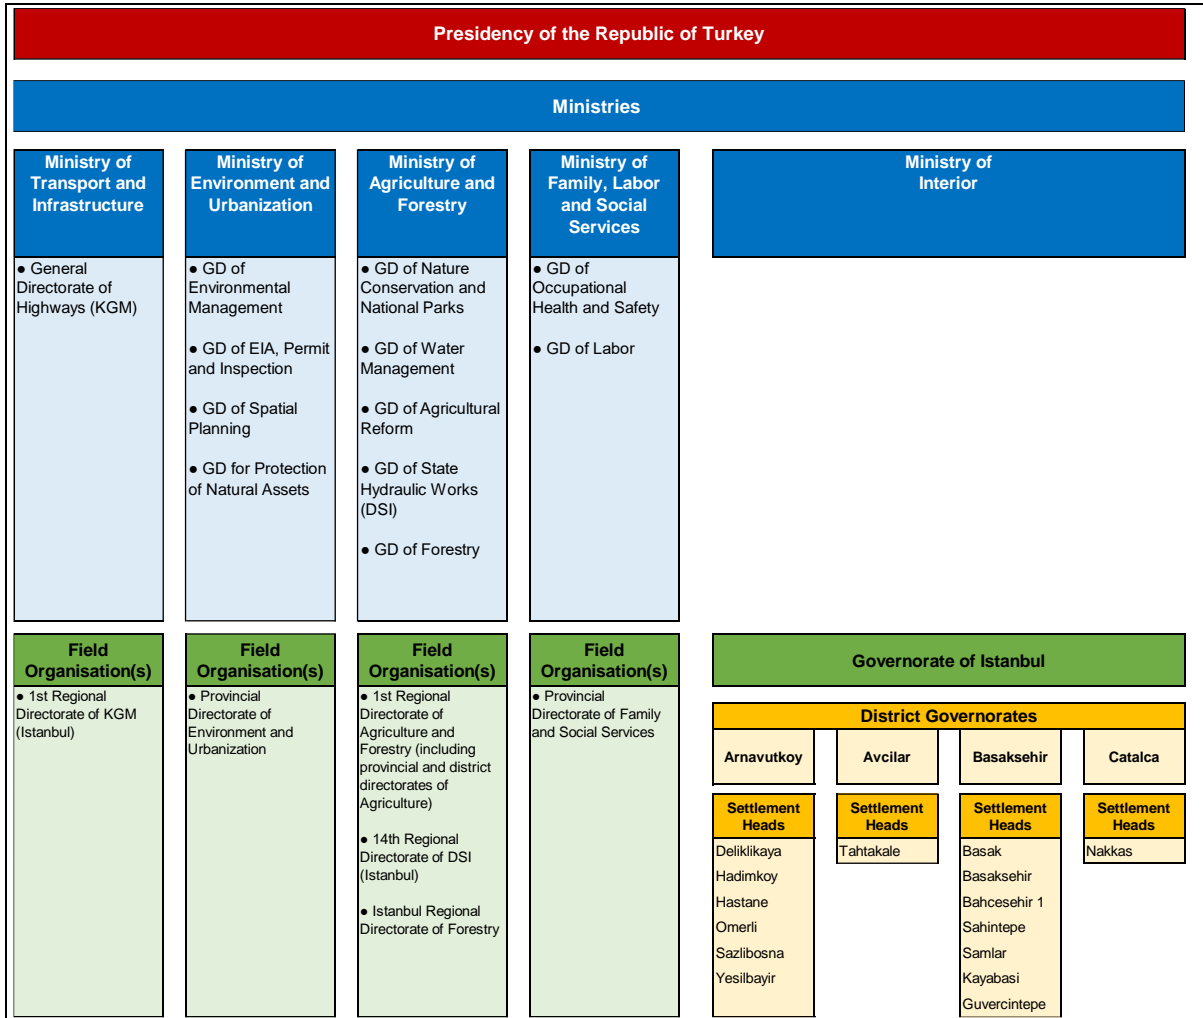 Presidency of the Republic of Turkey
Ministries
Ministry of
Transport and
Infrastructure
● General
Directorate of
Highways (KGM)
Field
Organisation(s)
● 1st Regional
Directorate of KGM
(Istanbul)
Ministry of
Environment and
Urbanization
● GD of
Environmental
Management
● GD of EIA, Permit
and Inspection
● GD of Spatial
Planning
● GD for Protection
of Natural Assets
Field
Organisation(s)
● Provincial
Directorate of
Environment and
Urbanization
Ministry of
Agriculture and
Forestry
● GD of Nature
Conservation and
National Parks
● GD of Water
Management
● GD of Agricultural
Reform
● GD of State
Hydraulic Works
(DSI)
● GD of Forestry
Field
Organisation(s)
● 1st Regional
Directorate of
Agriculture and
Forestry (including
provincial and district
directorates of
Agriculture)
● 14th Regional
Directorate of DSI
(Istanbul)
● Istanbul Regional
Directorate of Forestry
Ministry of
Family, Labor
and Social
Services
● GD of
Occupational
Health and Safety
● GD of Labor
Field
Organisation(s)
● Provincial
Directorate of Family
and Social Services
Ministry of
Interior
Governorate of Istanbul
District Governorates
Arnavutkoy
Settlement
Heads
Deliklikaya
Hadimkoy
Hastane
Omerli
Sazlibosna
Yesilbayir
Avcilar
Settlement
Heads
Tahtakale
Basaksehir
Settlement
Heads
Basak
Basaksehir
Bahcesehir 1
Sahintepe
Samlar
Kayabasi
Guvercintepe
Catalca
Settlement
Heads
Nakkas